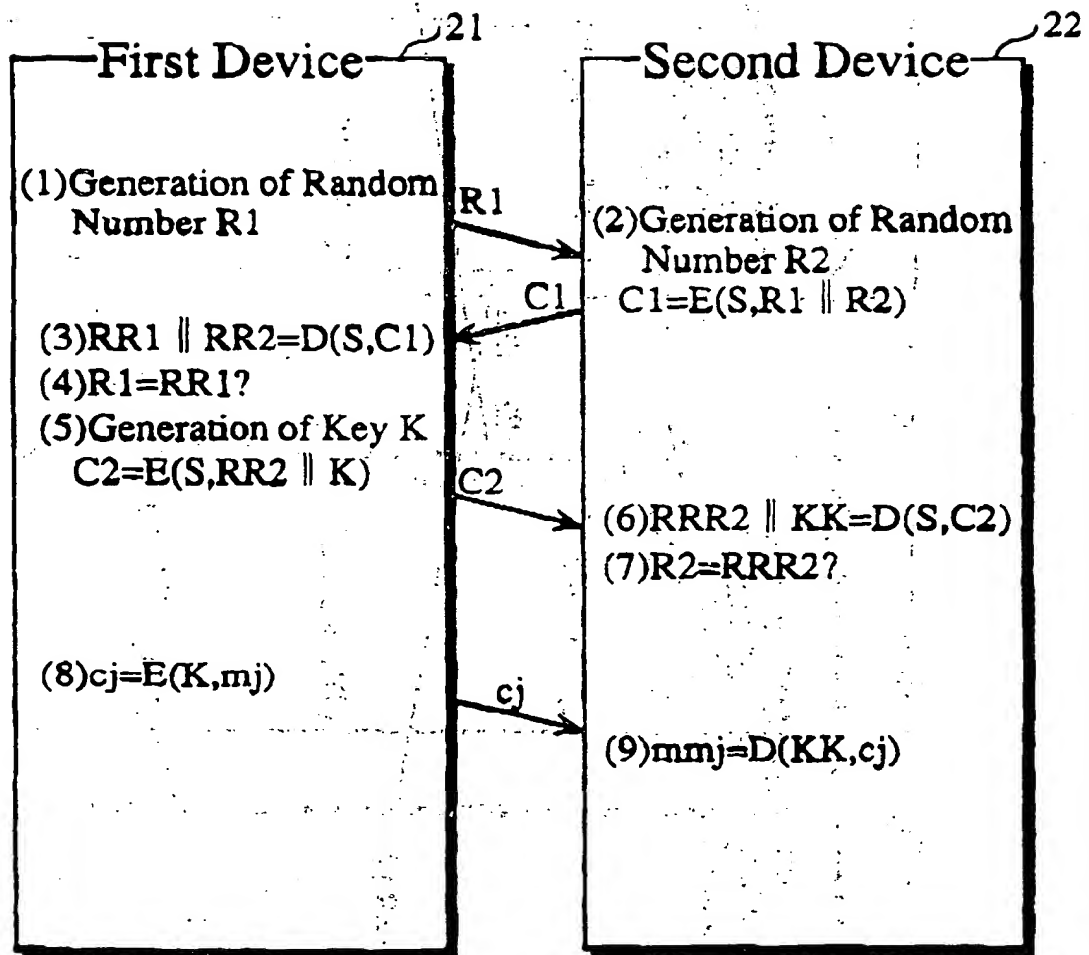 21
22
First Device
Second Device
(1)Generation of Random
Number R1
R1
(2)Generation of Random
Number R2
C1=E(S,R1 ∥ R2)
C1
(3)RR1 ∥ RR2=D(S,C1)
(4)R1=RR1?
(5)Generation of Key K
C2=E(S,RR2 ∥ K)
C2
(6)RRR2 ∥ KK=D(S,C2)
(7)R2=RRR2?
(8)cj=E(K,mj)
cj
(9)mmj=D(KK,cj)